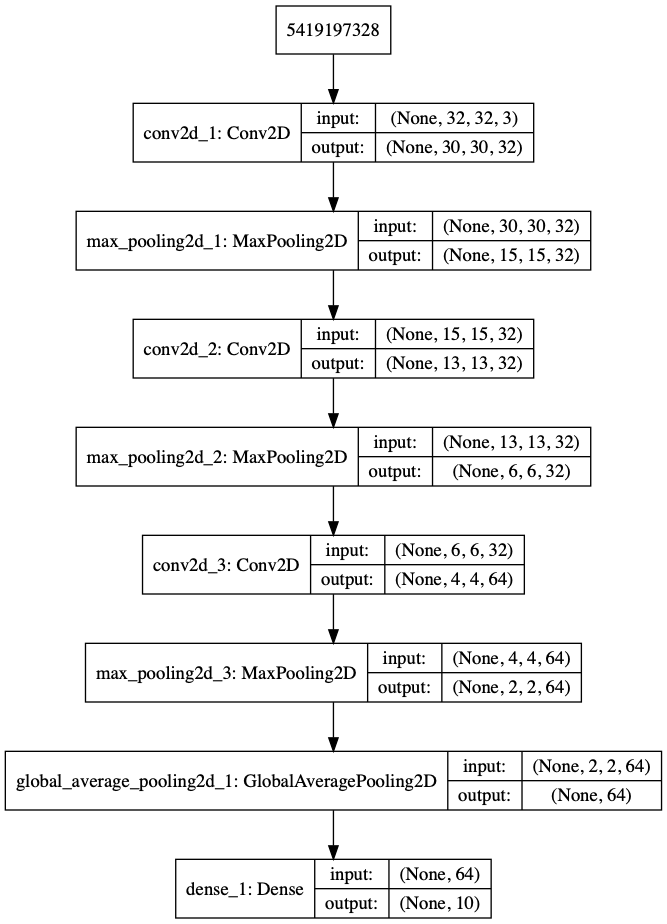 5419197328
conv2d_1: Conv2D
input: (None, 32, 32, 3)
output: (None, 30, 30, 32)
max_pooling2d_1: MaxPooling2D
input: (None, 30, 30, 32)
output: (None, 15, 15, 32)
conv2d_2: Conv2D
input: (None, 15, 15, 32)
output: (None, 13, 13, 32)
max_pooling2d_2: MaxPooling2D
input: (None, 13, 13, 32)
output: (None, 6, 6, 32)
conv2d_3: Conv2D
input: (None, 6, 6, 32)
output: (None, 4, 4, 64)
max_pooling2d_3: MaxPooling2D
input: (None, 4, 4, 64)
output: (None, 2, 2, 64)
global_average_pooling2d_1: GlobalAveragePooling2D
input: (None, 2, 2, 64)
output: (None, 64)
dense_1: Dense
input: (None, 64)
output: (None, 10)